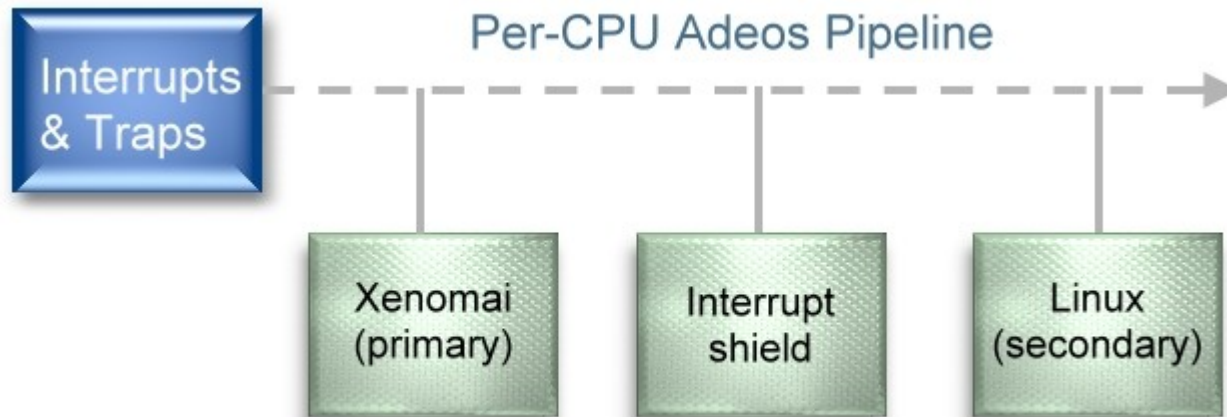 Per-CPU Adeos Pipeline
Interrupts
& Traps
Xenomai
(primary)
Interrupt
shield
Linux
(secondary)